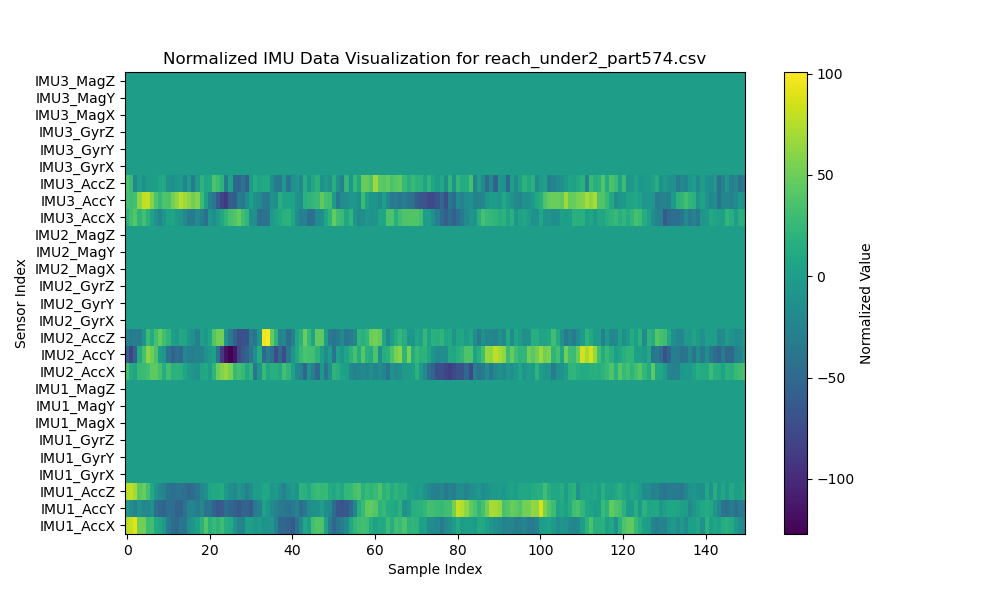 Normalized IMU Data Visualization for reach_under2_part574.csv
IMU3_MagZ
IMU3_MagY
IMU3_MagX
IMU3_GyrZ
IMU3_GyrY
IMU3_GyrX
IMU3_AccZ
IMU3_AccY
IMU3_AccX
IMU2_MagZ
IMU2_MagY
IMU2_MagX
IMU2_GyrZ
IMU2_GyrY
IMU2_GyrX
IMU2_AccZ
IMU2_AccY
IMU2_AccX
IMU1_MagZ
IMU1_MagY
IMU1_MagX
IMU1_GyrZ
IMU1_GyrY
IMU1_GyrX
IMU1_AccZ
IMU1_AccY
IMU1_AccX
Sensor Index
0 20 40 60 80 100 120 140
Sample Index
100
50
0
−50
−100
Normalized Value